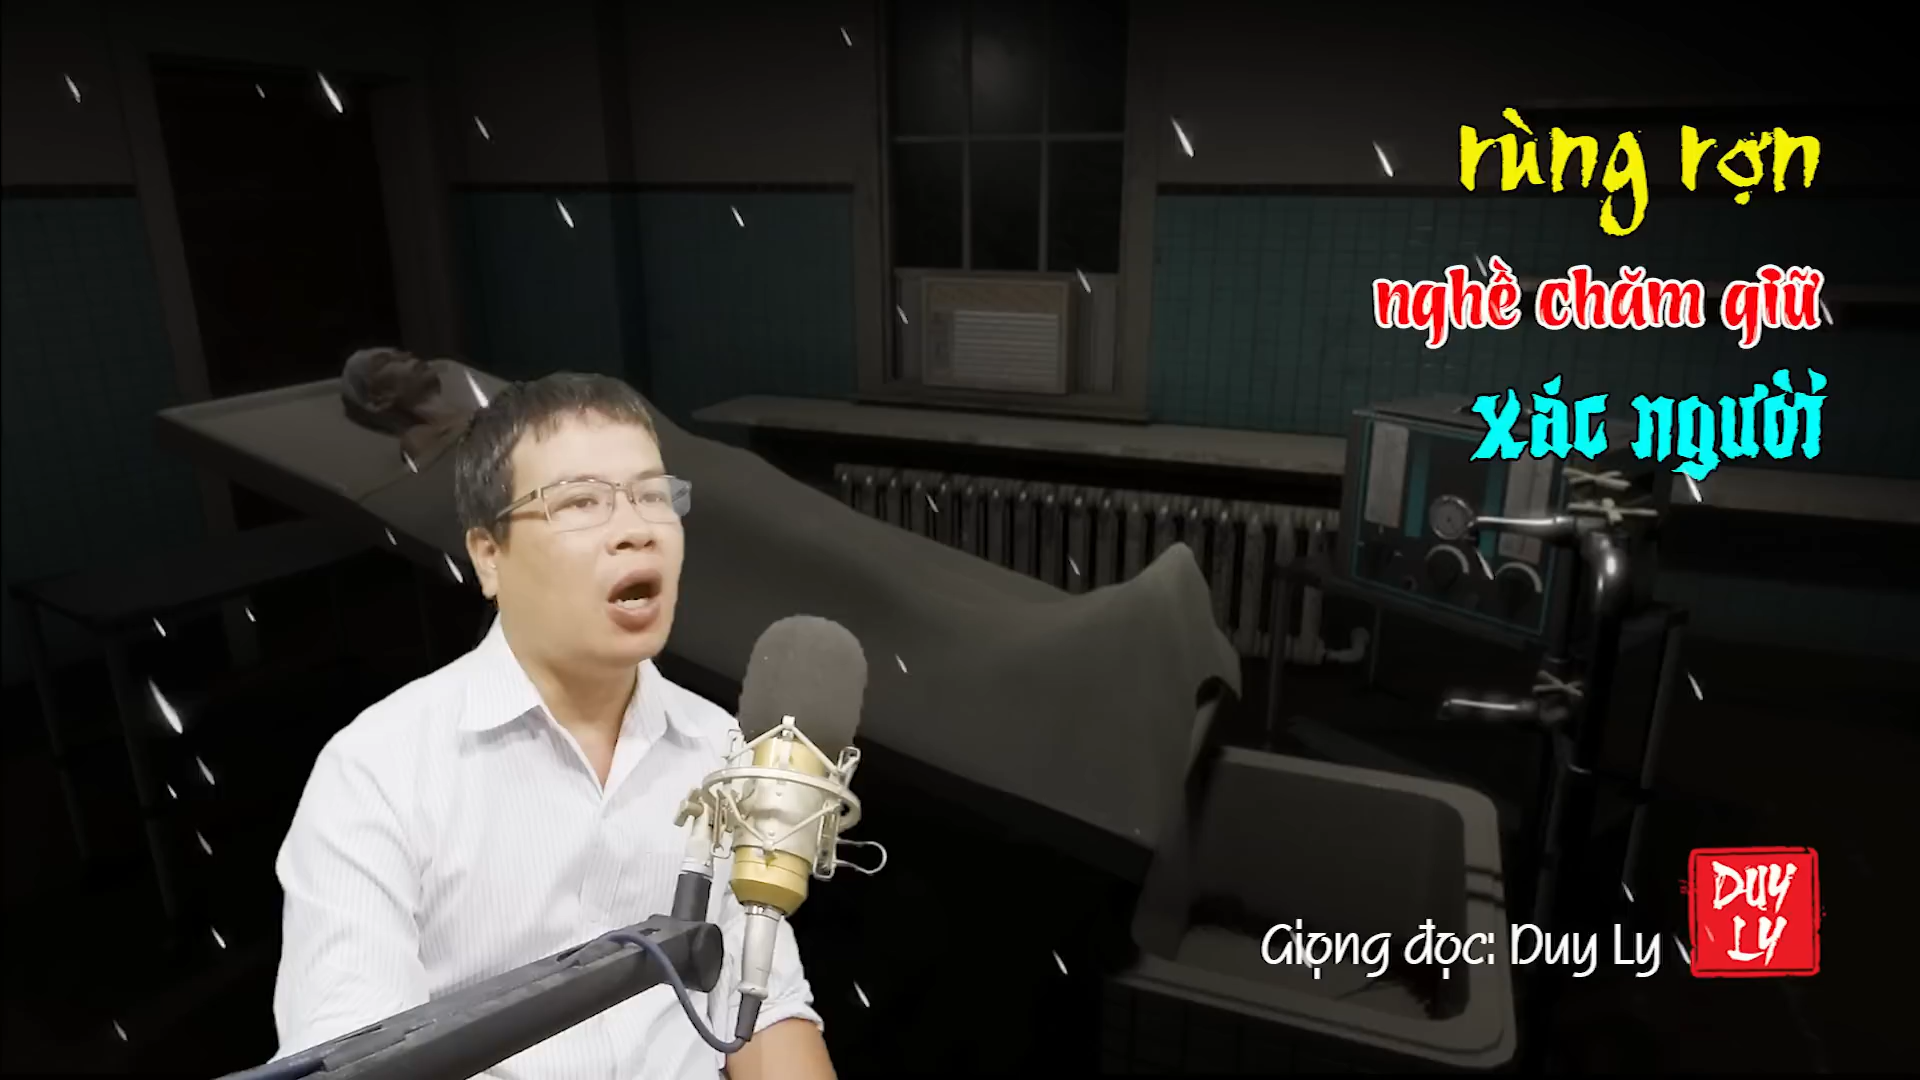 rùng rợn
nghề chăm giữ
xác người
Giọng đọc: Duy Ly
DUY
LY